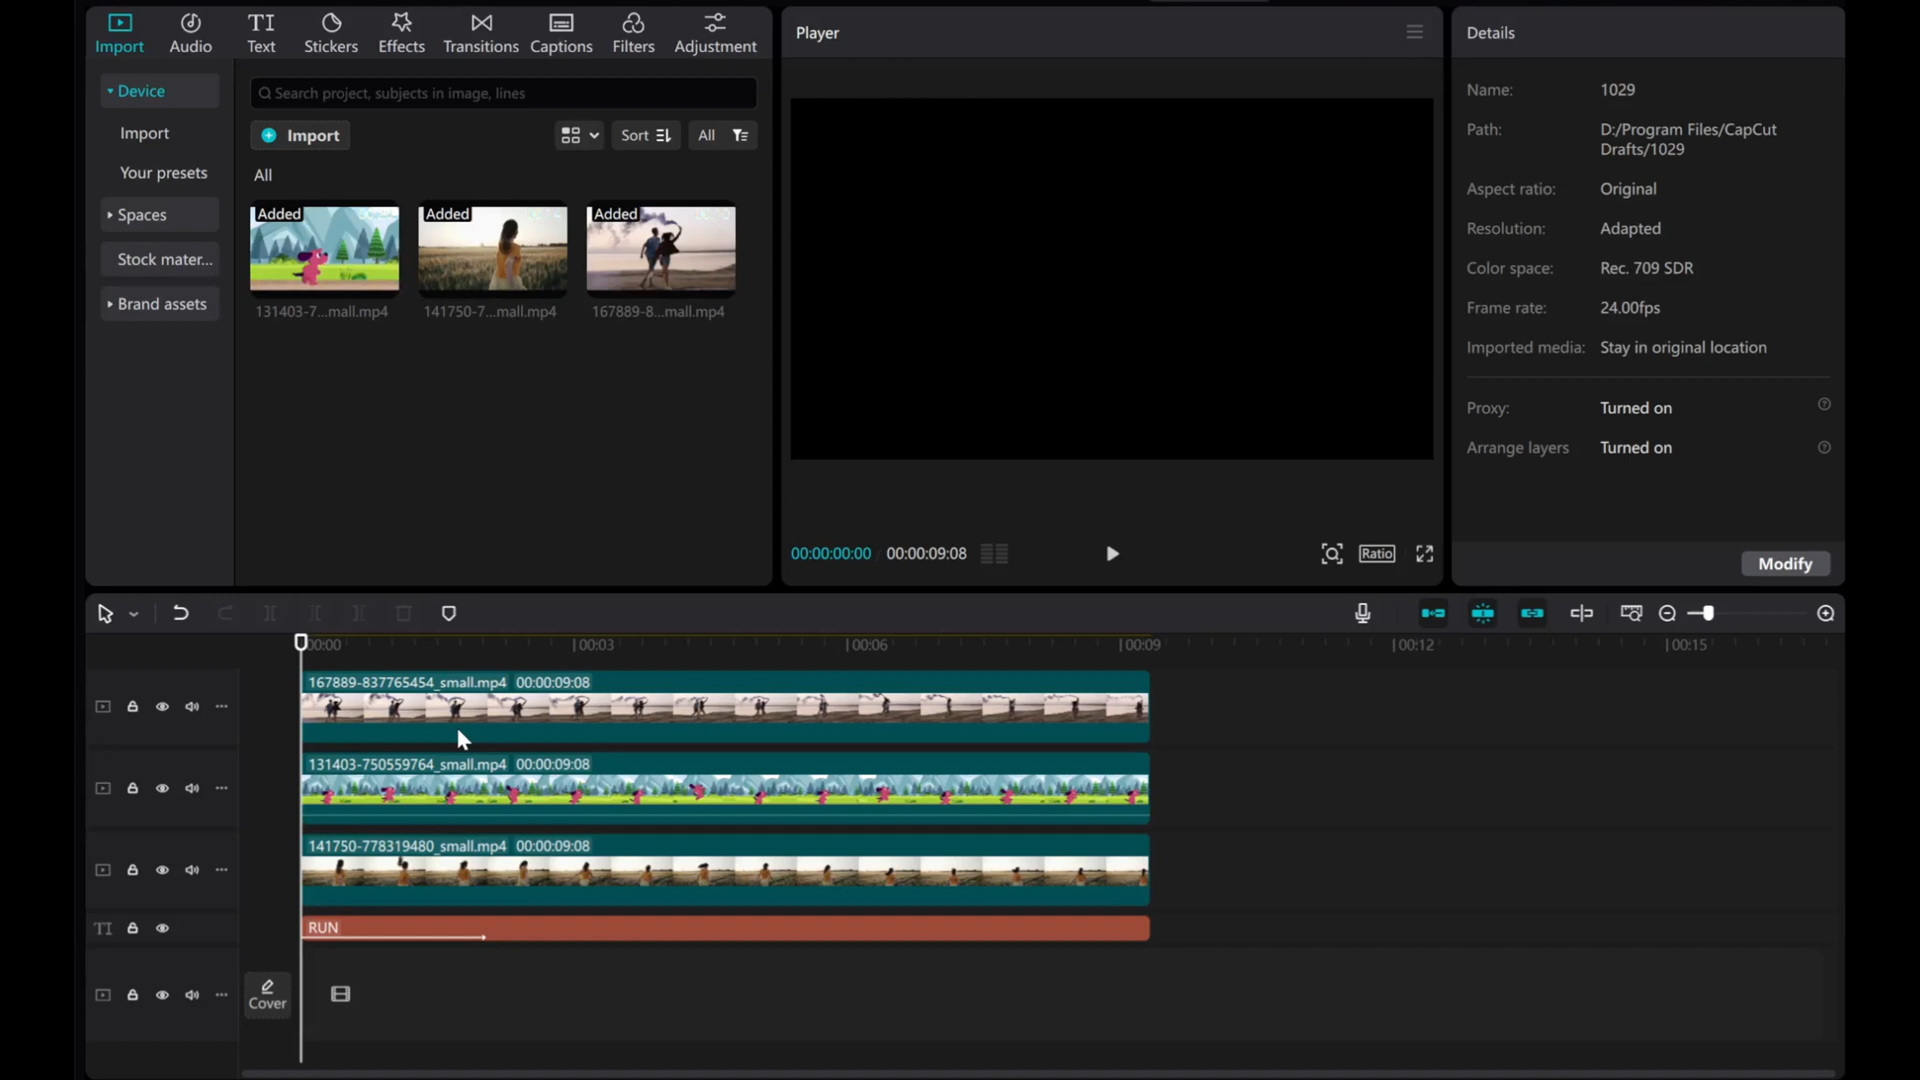 Import Audio Text Stickers Effects Transitions Captions Filters Adjustment
Device
Import
Your presets
Spaces
Stock mater...
Brand assets
Search project, subjects in image, lines
Import
Sort
All
All
Added
Added
Added
131403-7...mall.mp4
141750-7...mall.mp4
167889-8...mall.mp4
Player
00:00:00:00 00:00:09:08
Ratio
Details
Name: 1029
Path: D:/Program Files/CapCut
Drafts/1029
Aspect ratio: Original
Resolution: Adapted
Color space: Rec. 709 SDR
Frame rate: 24.00fps
Imported media: Stay in original location
Proxy: Turned on
Arrange layers Turned on
Modify
00:00 00:03 00:06 00:09 00:12 00:15
167889-837765454_small.mp4 00:00:09:08
131403-750559764_small.mp4 00:00:09:08
141750-778319480_small.mp4 00:00:09:08
TI RUN
Cover